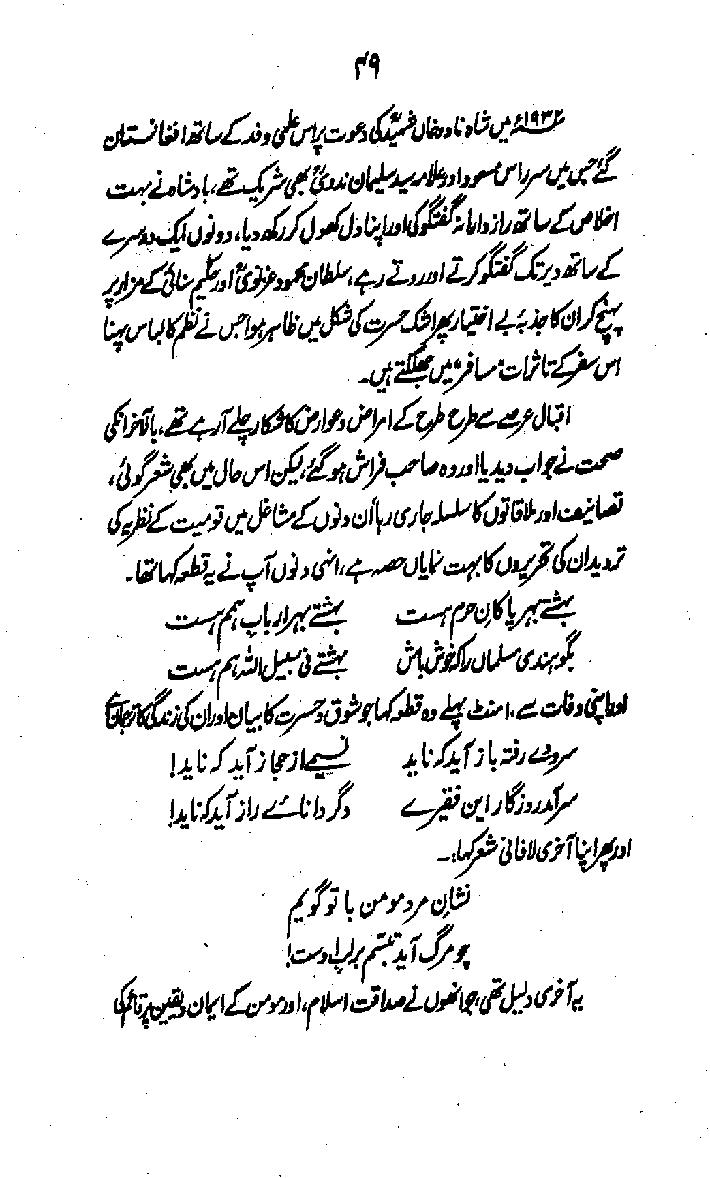 ۴۹
۱۹۳۲ء میں شاہ نادر خاں شہیدؒ کی دعوت پر اس علمی وفد کے ساتھ افغانستان
گئے جس میں سر راس مسعود اور علامہ سید سلیمان ندویؒ بھی شریک تھے، بادشاہ نے بہت
اخلاص کے ساتھ رازدارانہ گفتگو کی اور اپنا دل کھول کر رکھ دیا، دونوں ایک دوسرے
کے ساتھ دیر تک گفتگو کرتے اور روتے رہے، سلطان محمود غزنویؒ اور حکیم سنائیؒ کے مزار پر
پہنچ کر ان کا جذبۂ بے اختیار پھر اشک حسرت کی شکل میں ظاہر ہوا جس نے نظم کا لباس پہنا
اس سفر کے تاثرات "مسافر" میں جھلکتے ہیں۔
اقبال عرصے سے طرح طرح کے امراض و عوارض کا شکار چلے آرہے تھے، بالآخر انکی
صحت نے جواب دیدیا اور وہ صاحب فراش ہوگئے، لیکن اس حال میں بھی شعر گوئی،
تصانیف اور ملاقاتوں کا سلسلہ جاری رہا ان دنوں کے مشاغل میں قومیت کے نظریہ کی
تردید ان کی تحریروں کا بہت نمایاں حصہ ہے، انہی دنوں آپ نے یہ قطعہ کہا تھا۔
بہشتے بہر پاکانِ حرم ہست بہشتے بہر ارباب ہمم ہست
بگو ہندی مسلماں را کہ خوش باش بہشتے فی سبیل اللہ ہم ہست
اور اپنی وفات سے ۱۰ منٹ پہلے وہ قطعہ کہا جو شوق و حسرت کا بیان اور ان کی زندگی کا ترجمان ہے
سرودے رفتہ باز آید کہ ناید نسیمے از حجاز آید کہ ناید!
سرآمد روزگار ایں فقیرے دگر دانائے راز آید کہ ناید!
اور پھر اپنا آخری لافانی شعر کہا:۔
نشانِ مرد مومن با تو گویم
چو مرگ آید تبسّم بر لب اوست!
یہ آخری دلیل تھی، جو انھوں نے صداقت اسلام، اور مومن کے ایمان و یقین پر قائم کی